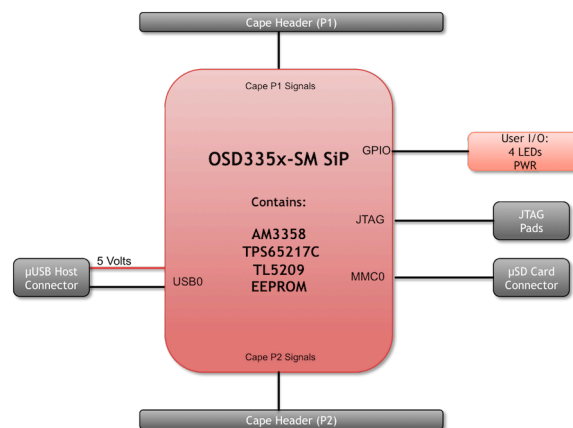 Cape Header (P1)
Cape P1 Signals
GPIO
User I/O:
4 LEDs
PWR
OSD335x-SM SiP
Contains:
AM3358
TPS65217C
TL5209
EEPROM
JTAG
JTAG
Pads
5 Volts
µUSB Host
Connector
USB0
MMC0
µSD Card
Connector
Cape P2 Signals
Cape Header (P2)